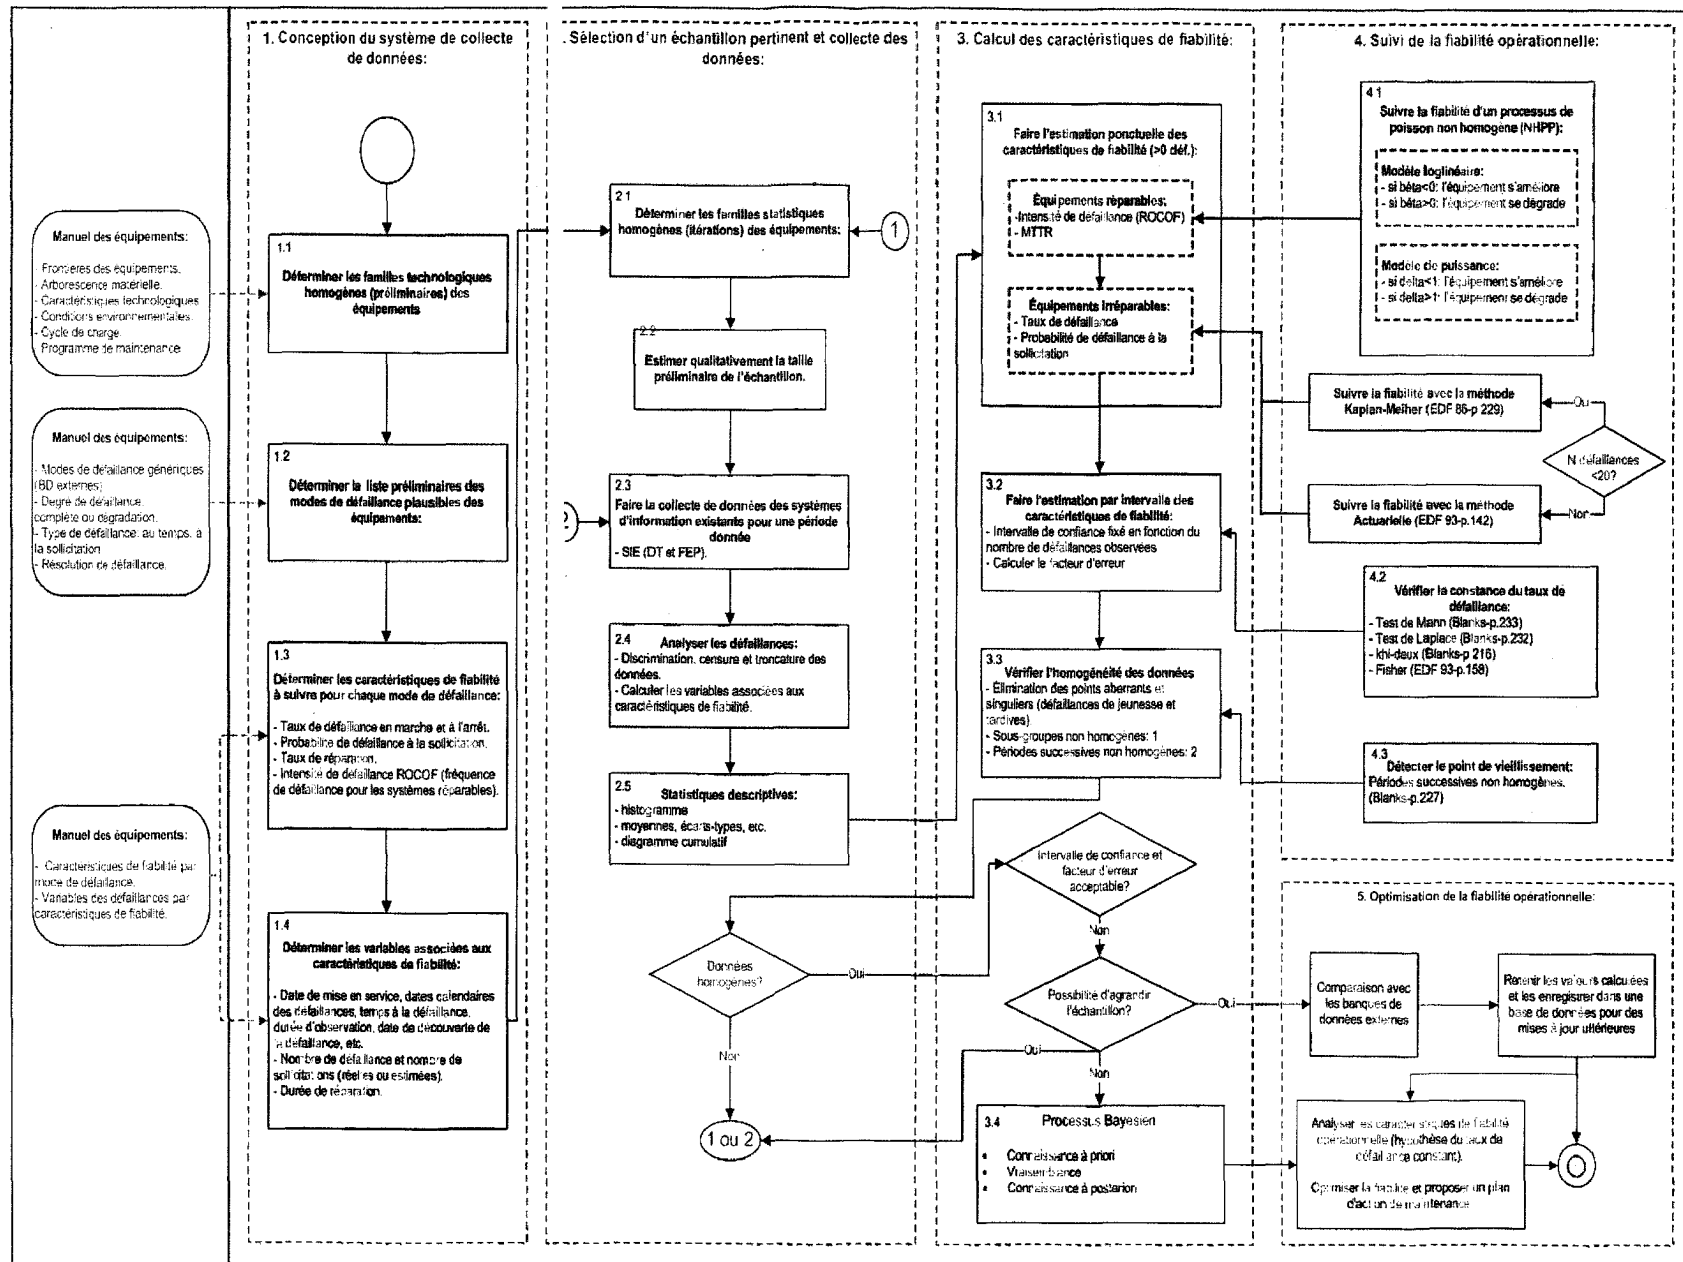 1. Conception du système de collecte
de données:
Manuel des équipements:
- Frontières des équipements.
- Arborescence matérielle.
- Caractéristiques technologiques
- Conditions environnementales.
- Cycle de charge.
- Programme de maintenance
Manuel des équipements:
- Modes de défaillance génériques
(BD externes)
- Degré de défaillance.
complète ou dégradation.
- Type de défaillance: au temps, à
la sollicitation
- Résolution de défaillance.
Manuel des équipements:
- Caractéristiques de fiabilité par
mode de défaillance.
- Variables des défaillances par
caractéristiques de fiabilité.
1.1
Déterminer les familles technologiques
homogènes (préliminaires) des
équipements
1.2
Déterminer la liste préliminaires des
modes de défaillance plausibles des
équipements:
1.3
Déterminer les caractéristiques de fiabilité
à suivre pour chaque mode de défaillance:
- Taux de défaillance en marche et à l'arrêt.
- Probabilité de défaillance à la sollicitation.
- Taux de réparation.
- Intensité de défaillance ROCOF (fréquence
de défaillance pour les systèmes réparables).
1.4
Déterminer les variables associées aux
caractéristiques de fiabilité:
- Date de mise en service, dates calendaires
des défaillances, temps à la défaillance,
durée d'observation, date de découverte de
la défaillance, etc.
- Nombre de défaillance et nombre de
sollicitations (réelles ou estimées).
- Durée de réparation.
. Sélection d'un échantillon pertinent et collecte des
données:
2.1
Déterminer les familles statistiques
homogènes (itérations) des équipements:
1
2.2
Estimer qualitativement la taille
préliminaire de l'échantillon.
2.3
Faire la collecte de données des systèmes
d'information existants pour une période
donnée
- SIE (DT et FEP).
2
2.4
Analyser les défaillances:
- Discrimination, censure et troncature des
données.
- Calculer les variables associées aux
caractéristiques de fiabilité.
2.5
Statistiques descriptives:
- histogramme
- moyennes, écarts-types, etc.
- diagramme cumulatif
Données
homogènes?
Oui
Non
1 ou 2
3. Calcul des caractéristiques de fiabilité:
3.1
Faire l'estimation ponctuelle des
caractéristiques de fiabilité (>0 déf.):
Équipements réparables:
-Intensité de défaillance (ROCOF)
- MTTR
Équipements irréparables:
- Taux de défaillance
- Probabilité de défaillance à la
sollicitation
3.2
Faire l'estimation par intervalle des
caractéristiques de fiabilité:
- Intervalle de confiance fixé en fonction du
nombre de défaillances observées
- Calculer le facteur d'erreur
3.3
Vérifier l'homogénéité des données
- Élimination des points aberrants et
singuliers (défaillances de jeunesse et
tardives)
- Sous-groupes non homogènes: 1
- Périodes successives non homogènes: 2
Intervalle de confiance et
facteur d'erreur
acceptable?
Non
Possibilité d'agrandir
l'échantillon?
Oui
Oui
Non
3.4
Processus Bayesien
• Connaissance à priori
• Vraisemblance
• Connaissance à posteriori
4. Suivi de la fiabilité opérationnelle:
4.1
Suivre la fiabilité d'un processus de
poisson non homogène (NHPP):
Modèle loglinéaire:
- si bêta<0: l'équipement s'améliore
- si bêta>0: l'équipement se dégrade
Modèle de puissance:
- si delta<1: l'équipement s'améliore
- si delta>1: l'équipement se dégrade
Suivre la fiabilité avec la méthode
Kaplan-Meiher (EDF 86-p 229)
Oui
N défaillances
<20?
Suivre la fiabilité avec la méthode
Actuarielle (EDF 93-p.142)
Non
4.2
Vérifier la constance du taux de
défaillance:
- Test de Mann (Blanks-p.233)
- Test de Laplace (Blanks-p.232)
- khi-deux (Blanks-p 216)
- Fisher (EDF 93-p.158)
4.3
Détecter le point de vieillissement:
Périodes successives non homogènes.
(Blanks-p.227)
5. Optimisation de la fiabilité opérationnelle:
Comparaison avec
les banques de
données externes
Retenir les valeurs calculées
et les enregistrer dans une
base de données pour des
mises à jour ultérieures
Analyser les caractéristiques de fiabilité
opérationnelle (hypothèse du taux de
défaillance constant).
Optimiser la fiabilité et proposer un plan
d'action de maintenance